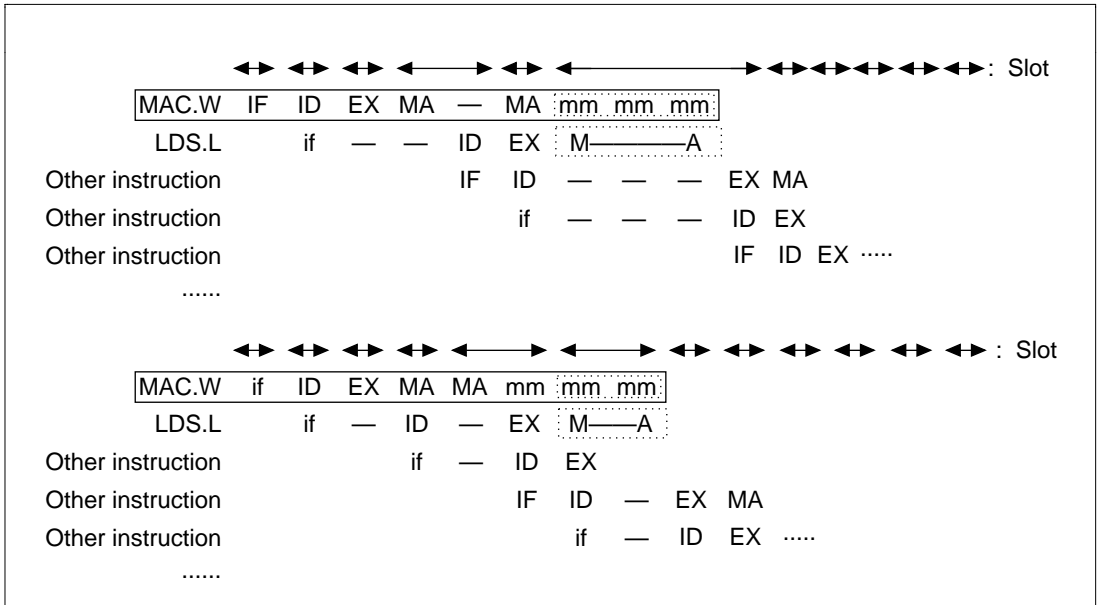 : Slot
MAC.W IF ID EX MA — MA mm mm mm
LDS.L if — — ID EX M————A
Other instruction IF ID — — — EX MA
Other instruction if — — — ID EX
Other instruction IF ID EX ·····
······
: Slot
MAC.W if ID EX MA MA mm mm mm
LDS.L if — ID — EX M——A
Other instruction if — ID EX
Other instruction IF ID — EX MA
Other instruction if — ID EX ·····
······